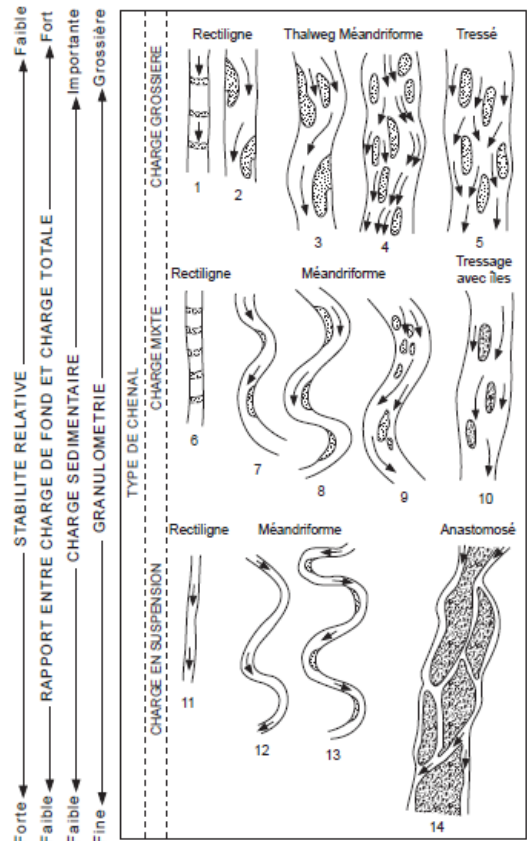 Faible
STABILITE RELATIVE
Forte
Fort
RAPPORT ENTRE CHARGE DE FOND ET CHARGE TOTALE
Faible
Importante
CHARGE SEDIMENTAIRE
Faible
Grossière
GRANULOMETRIE
Fine
TYPE DE CHENAL
CHARGE GROSSIERE
Rectiligne
Thalweg Méandriforme
Tressé
1
2
3
4
5
CHARGE MIXTE
Rectiligne
Méandriforme
Tressage
avec îles
6
7
8
9
10
CHARGE EN SUSPENSION
Rectiligne
Méandriforme
Anastomosé
11
12
13
14